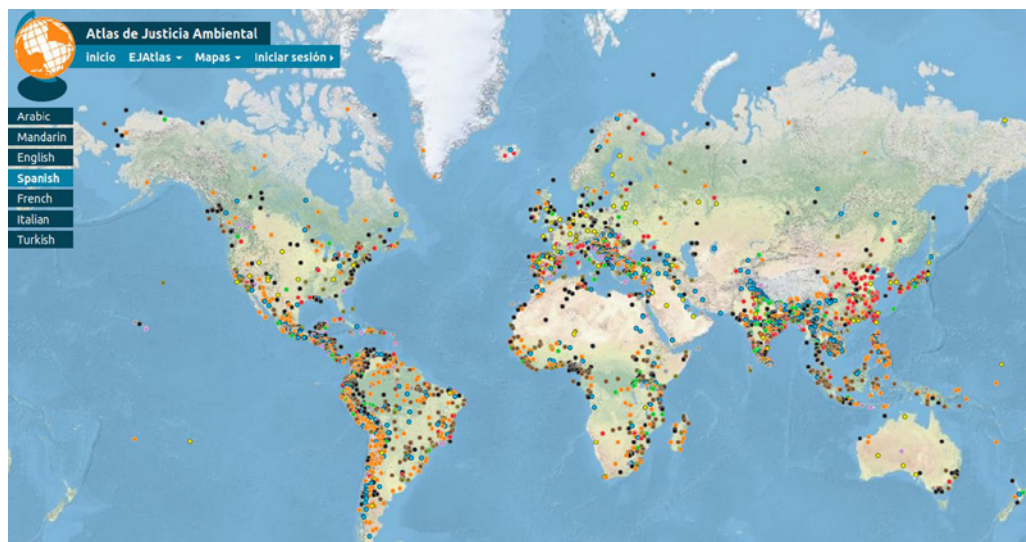 Atlas de Justicia Ambiental
Inicio EJAtlas Mapas Iniciar sesión
Arabic
Mandarin
English
Spanish
French
Italian
Turkish